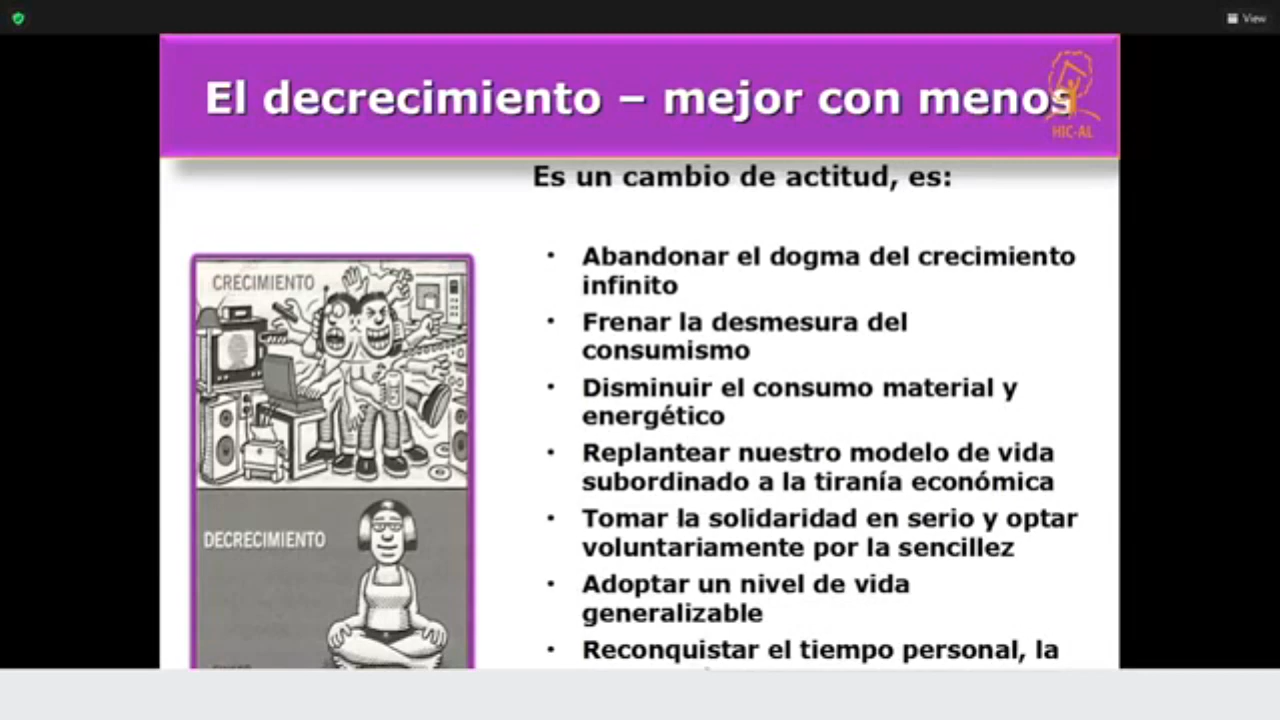 View
El decrecimiento – mejor con menos
HIC-AL
Es un cambio de actitud, es:
CRECIMIENTO
DECRECIMIENTO
· Abandonar el dogma del crecimiento
infinito
· Frenar la desmesura del
consumismo
· Disminuir el consumo material y
energético
· Replantear nuestro modelo de vida
subordinado a la tiranía económica
· Tomar la solidaridad en serio y optar
voluntariamente por la sencillez
· Adoptar un nivel de vida
generalizable
· Reconquistar el tiempo personal, la